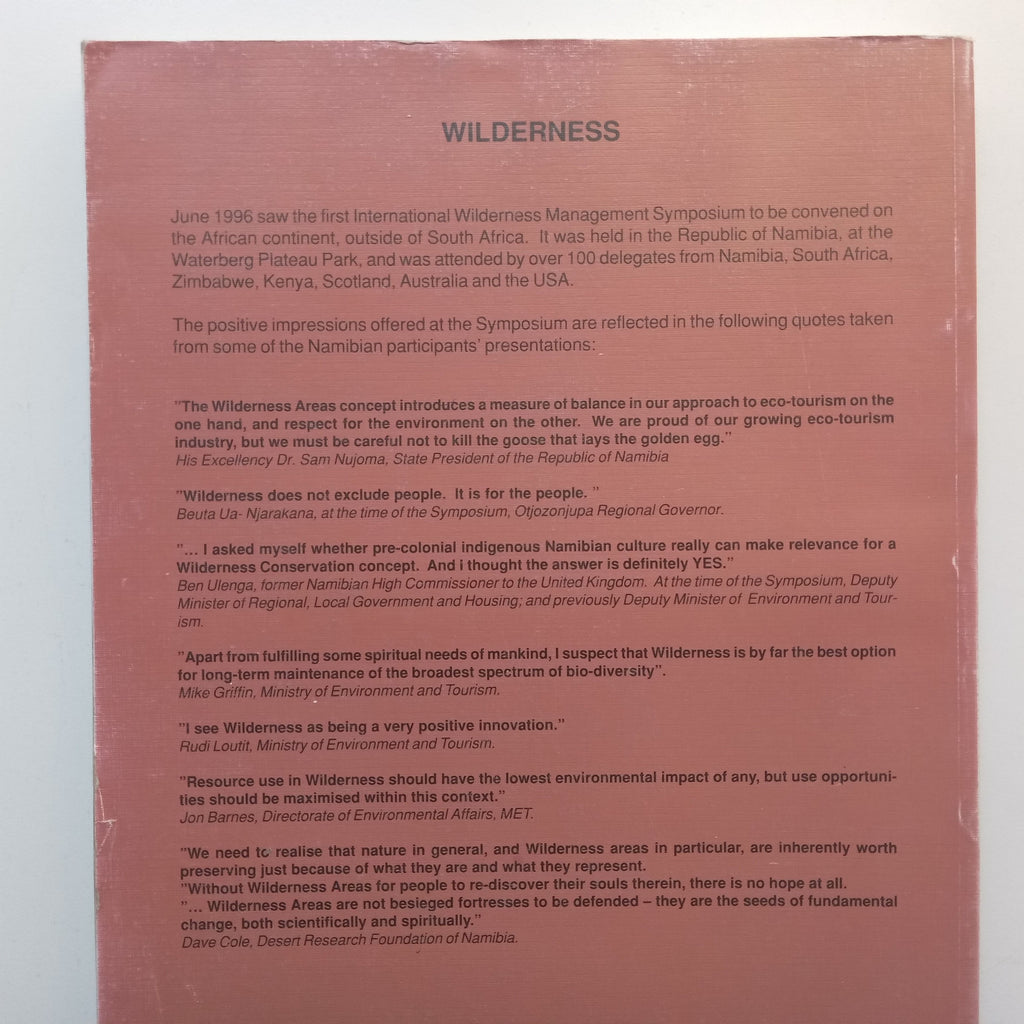 WILDERNESS
June 1996 saw the first International Wilderness Management Symposium to be convened on
the African continent, outside of South Africa. It was held in the Republic of Namibia, at the
Waterberg Plateau Park, and was attended by over 100 delegates from Namibia, South Africa,
Zimbabwe, Kenya, Scotland, Australia and the USA.
The positive impressions offered at the Symposium are reflected in the following quotes taken
from some of the Namibian participants' presentations:
"The Wilderness Areas concept introduces a measure of balance in our approach to eco-tourism on the
one hand, and respect for the environment on the other. We are proud of our growing eco-tourism
industry, but we must be careful not to kill the goose that lays the golden egg."
His Excellency Dr. Sam Nujoma, State President of the Republic of Namibia
"Wilderness does not exclude people. It is for the people. "
Beuta Ua- Njarakana, at the time of the Symposium, Otjozonjupa Regional Governor.
"... I asked myself whether pre-colonial indigenous Namibian culture really can make relevance for a
Wilderness Conservation concept. And i thought the answer is definitely YES."
Ben Ulenga, former Namibian High Commissioner to the United Kingdom. At the time of the Symposium, Deputy
Minister of Regional, Local Government and Housing; and previously Deputy Minister of Environment and Tour-
ism.
"Apart from fulfilling some spiritual needs of mankind, I suspect that Wilderness is by far the best option
for long-term maintenance of the broadest spectrum of bio-diversity".
Mike Griffin, Ministry of Environment and Tourism.
"I see Wilderness as being a very positive innovation."
Rudi Loutit, Ministry of Environment and Tourism.
"Resource use in Wilderness should have the lowest environmental impact of any, but use opportuni-
ties should be maximised within this context."
Jon Barnes, Directorate of Environmental Affairs, MET.
"We need to realise that nature in general, and Wilderness areas in particular, are inherently worth
preserving just because of what they are and what they represent.
"Without Wilderness Areas for people to re-discover their souls therein, there is no hope at all.
"... Wilderness Areas are not besieged fortresses to be defended – they are the seeds of fundamental
change, both scientifically and spiritually."
Dave Cole, Desert Research Foundation of Namibia.